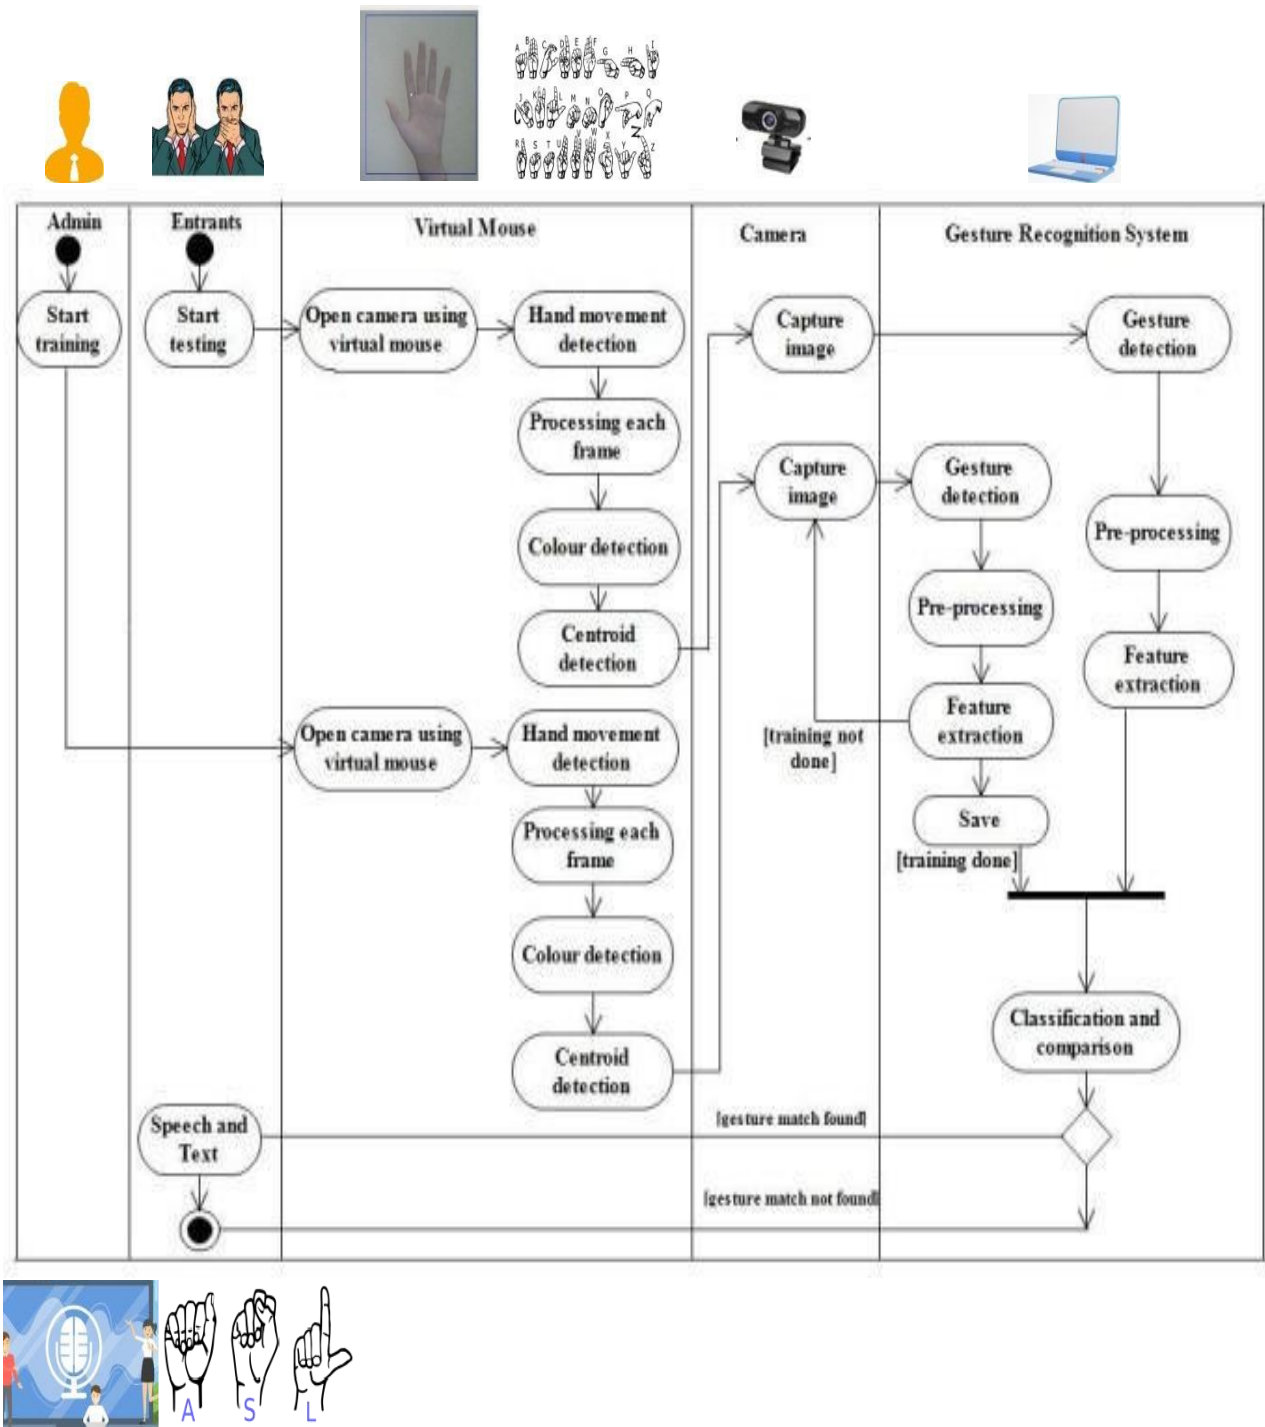 A B C D E F G H I
J K L M N O P Q
R S T U V W X Y Z
Admin
Entrants
Virtual Mouse
Camera
Gesture Recognition System
Start
training
Start
testing
Open camera using
virtual mouse
Hand movement
detection
Capture
image
Gesture
detection
Processing each
frame
Capture
image
Gesture
detection
Pre-processing
Colour detection
Pre-processing
Centroid
detection
Feature
extraction
Open camera using
virtual mouse
Hand movement
detection
[training not
done]
Feature
extraction
Processing each
frame
Save
[training done]
Colour detection
Classification and
comparison
Centroid
detection
Speech and
Text
[gesture match found]
[gesture match not found]
A S L